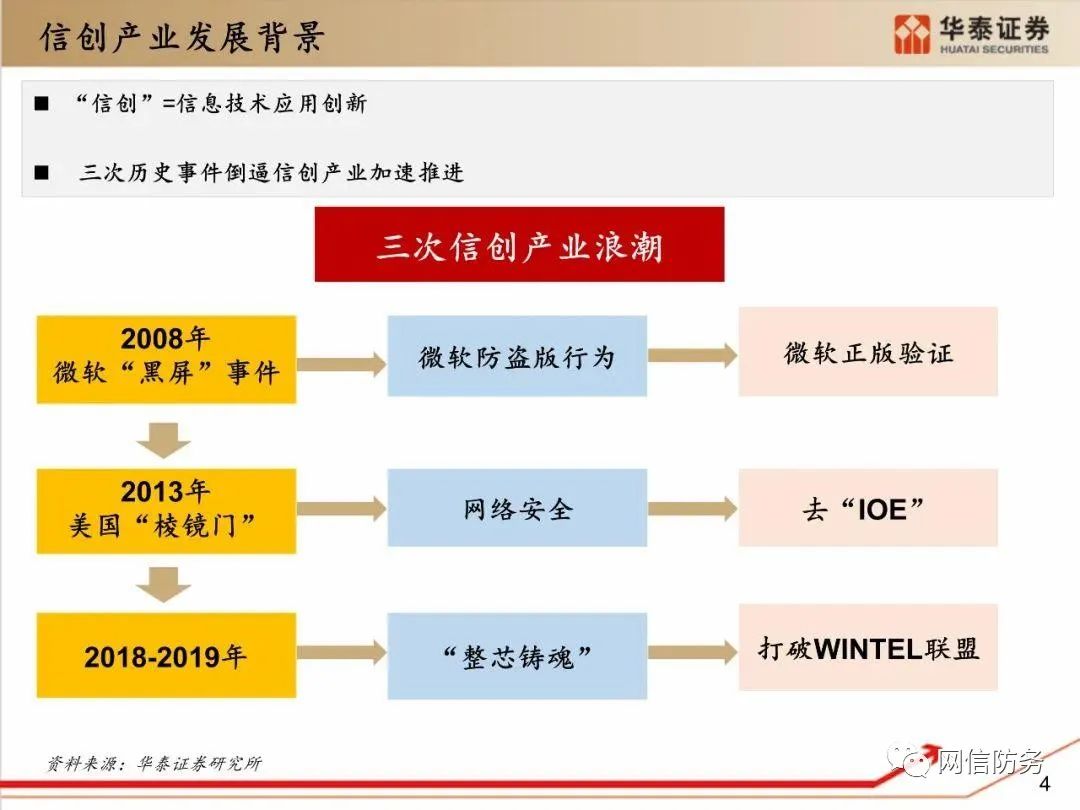 信创产业发展背景
华泰证券
HUATAI SECURITIES
“信创”=信息技术应用创新
三次历史事件倒逼信创产业加速推进
三次信创产业浪潮
2008年
微软“黑屏”事件
微软防盗版行为
微软正版验证
2013年
美国“棱镜门”
网络安全
去“IOE”
2018-2019年
“整芯铸魂”
打破WINTEL联盟
资料来源：华泰证券研究所
网信防务
4